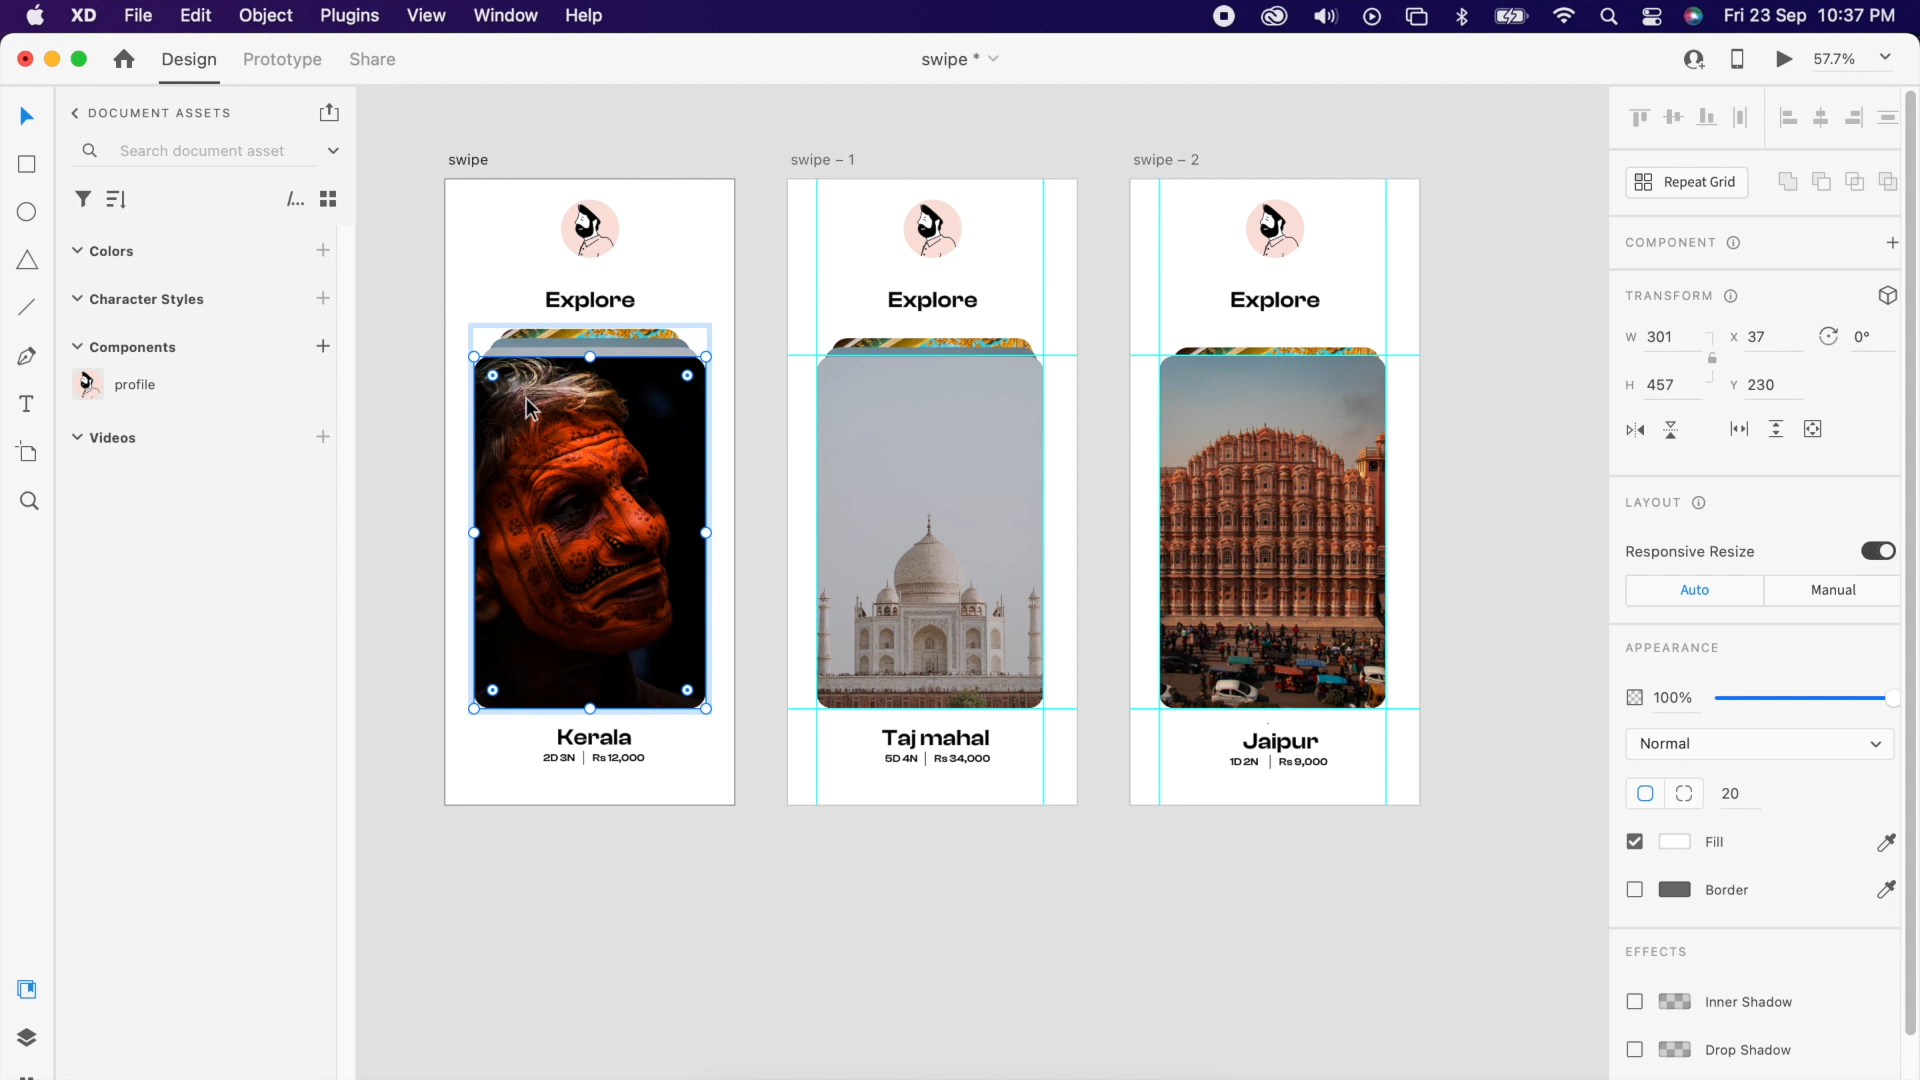 XD File Edit Object Plugins View Window Help Fri 23 Sep 10:37 PM
Design Prototype Share swipe * 57.7%
DOCUMENT ASSETS
Search document asset
/...
Colors
Character Styles
Components
profile
Videos
swipe
Explore
Kerala
2D 3N Rs 12,000
swipe – 1
Explore
Taj mahal
5D 4N Rs 34,000
swipe – 2
Explore
Jaipur
1D 2N Rs 9,000
Repeat Grid
COMPONENT
TRANSFORM
W 301 X 37 0°
H 457 Y 230
LAYOUT
Responsive Resize
Auto Manual
APPEARANCE
100%
Normal
20
Fill
Border
EFFECTS
Inner Shadow
Drop Shadow